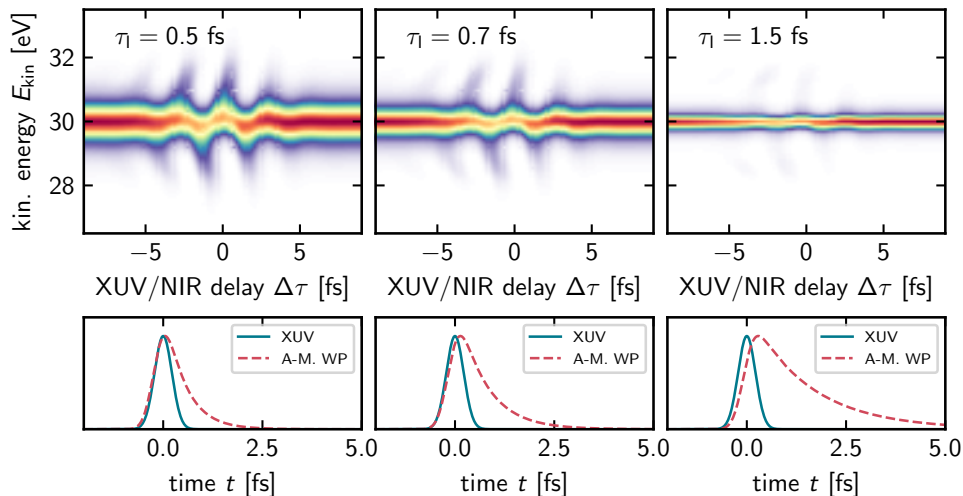 kin. energy E_kin [eV]
32
30
28
τ_l = 0.5 fs
τ_l = 0.7 fs
τ_l = 1.5 fs
−5 0 5
−5 0 5
−5 0 5
XUV/NIR delay Δτ [fs]
XUV/NIR delay Δτ [fs]
XUV/NIR delay Δτ [fs]
XUV
A-M. WP
XUV
A-M. WP
XUV
A-M. WP
0.0 2.5 5.0
0.0 2.5 5.0
0.0 2.5 5.0
time t [fs]
time t [fs]
time t [fs]